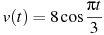 v(t) = 8 cos πt/3